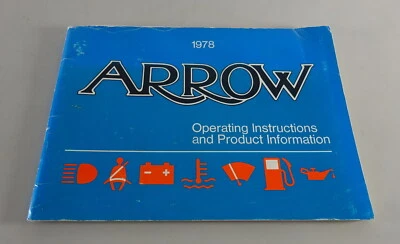 1978
ARROW
Operating Instructions
and Product Information